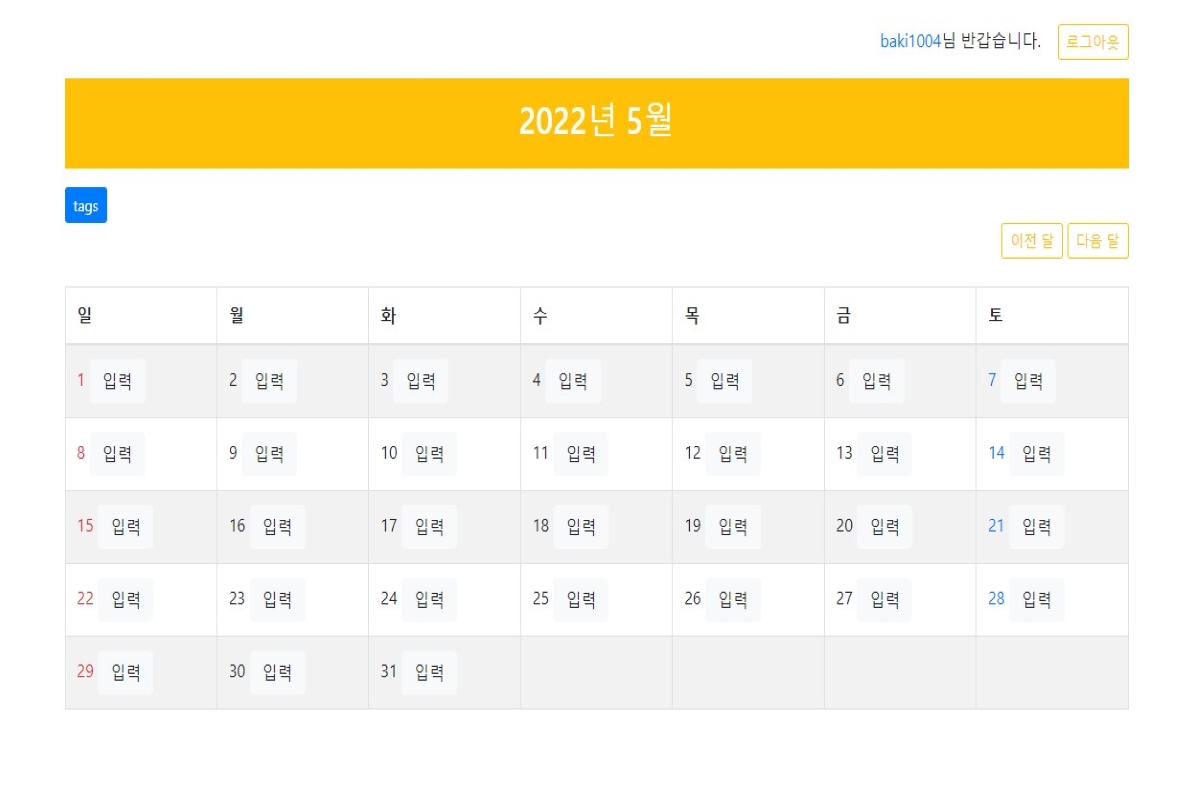 baki1004님 반갑습니다. 로그아웃
2022년 5월
tags
이전 달 다음 달
일 월 화 수 목 금 토
1 입력 2 입력 3 입력 4 입력 5 입력 6 입력 7 입력
8 입력 9 입력 10 입력 11 입력 12 입력 13 입력 14 입력
15 입력 16 입력 17 입력 18 입력 19 입력 20 입력 21 입력
22 입력 23 입력 24 입력 25 입력 26 입력 27 입력 28 입력
29 입력 30 입력 31 입력